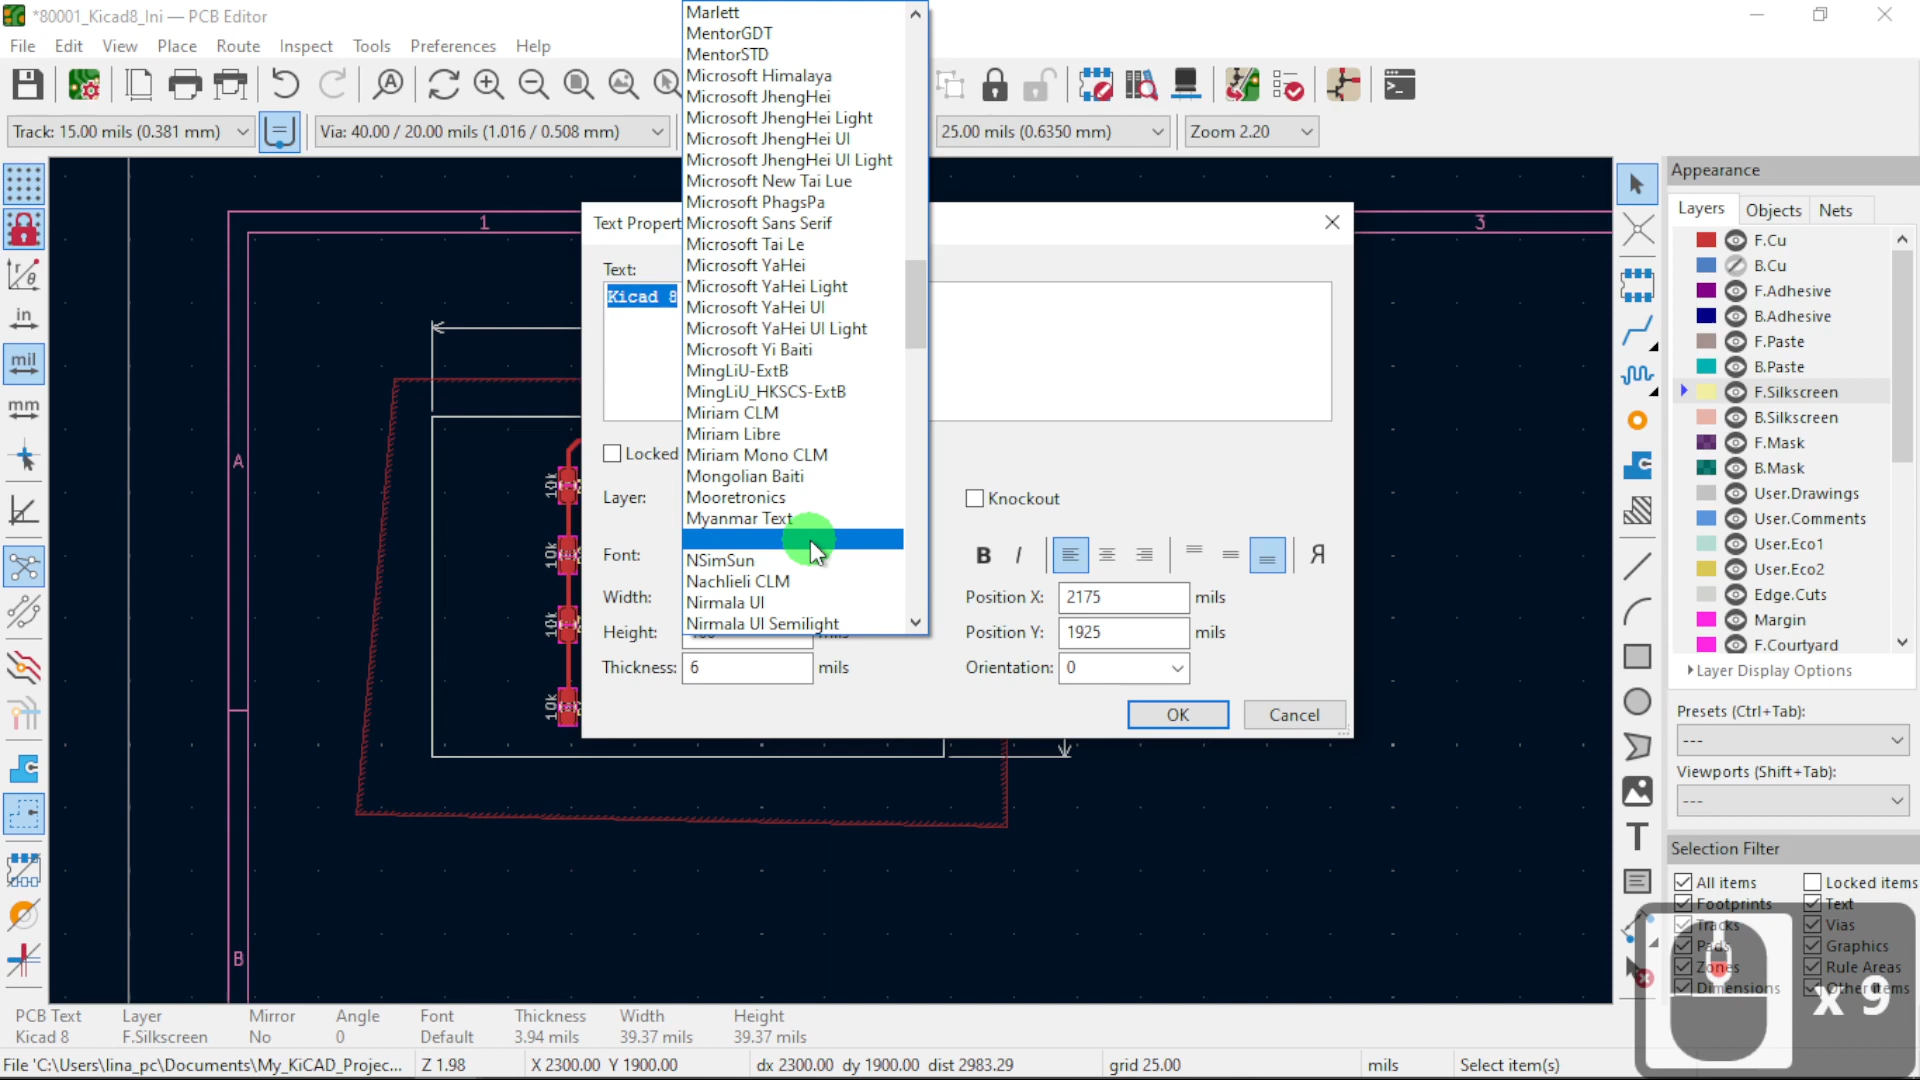 *80001_Kicad8_Ini — PCB Editor
File Edit View Place Route Inspect Tools Preferences Help
Track: 15.00 mils (0.381 mm)
Via: 40.00 / 20.00 mils (1.016 / 0.508 mm)
25.00 mils (0.6350 mm)
Zoom 2.20
in
mil
mm
1
3
A
B
10k
10k
10k
10k
Marlett
MentorGDT
MentorSTD
Microsoft Himalaya
Microsoft JhengHei
Microsoft JhengHei Light
Microsoft JhengHei UI
Microsoft JhengHei UI Light
Microsoft New Tai Lue
Microsoft PhagsPa
Microsoft Sans Serif
Microsoft Tai Le
Microsoft YaHei
Microsoft YaHei Light
Microsoft YaHei UI
Microsoft YaHei UI Light
Microsoft Yi Baiti
MingLiU-ExtB
MingLiU_HKSCS-ExtB
Miriam CLM
Miriam Libre
Miriam Mono CLM
Mongolian Baiti
Mooretronics
Myanmar Text
NSimSun
Nachlieli CLM
Nirmala UI
Nirmala UI Semilight
Text:
Kicad 8
Locked
Layer:
Knockout
Font:
B I
Я
Width:
Position X: 2175 mils
Height:
Position Y: 1925 mils
Thickness: 6 mils
Orientation: 0
OK
Cancel
Appearance
Layers Objects Nets
F.Cu
B.Cu
F.Adhesive
B.Adhesive
F.Paste
B.Paste
F.Silkscreen
B.Silkscreen
F.Mask
B.Mask
User.Drawings
User.Comments
User.Eco1
User.Eco2
Edge.Cuts
Margin
F.Courtyard
Layer Display Options
Presets (Ctrl+Tab):
---
Viewports (Shift+Tab):
---
Selection Filter
All items Locked items
Footprints Text
Tracks Vias
Pads Graphics
Zones Rule Areas
Dimensions Other items
x 9
PCB Text Layer Mirror Angle Font Thickness Width Height
Kicad 8 F.Silkscreen No 0 Default 3.94 mils 39.37 mils 39.37 mils
File 'C:\Users\lina_pc\Documents\My_KiCAD_Projec... Z 1.98 X 2300.00 Y 1900.00 dx 2300.00 dy 1900.00 dist 2983.29 grid 25.00 mils Select item(s)